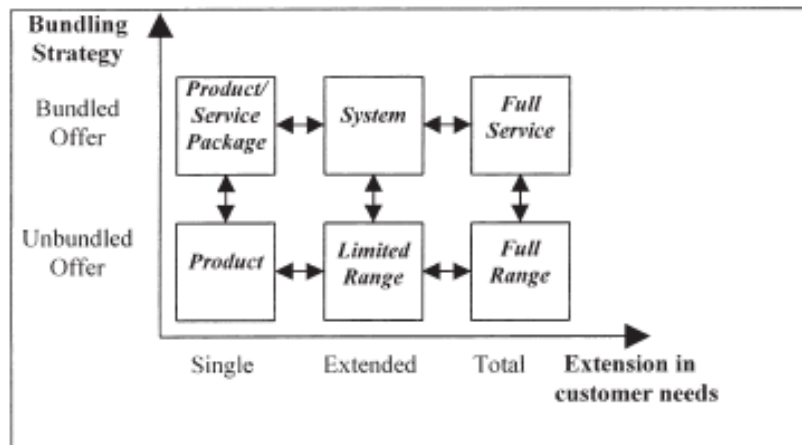 Bundling
Strategy
Bundled
Offer
Product/
Service
Package
System
Full
Service
Unbundled
Offer
Product
Limited
Range
Full
Range
Single
Extended
Total
Extension in
customer needs